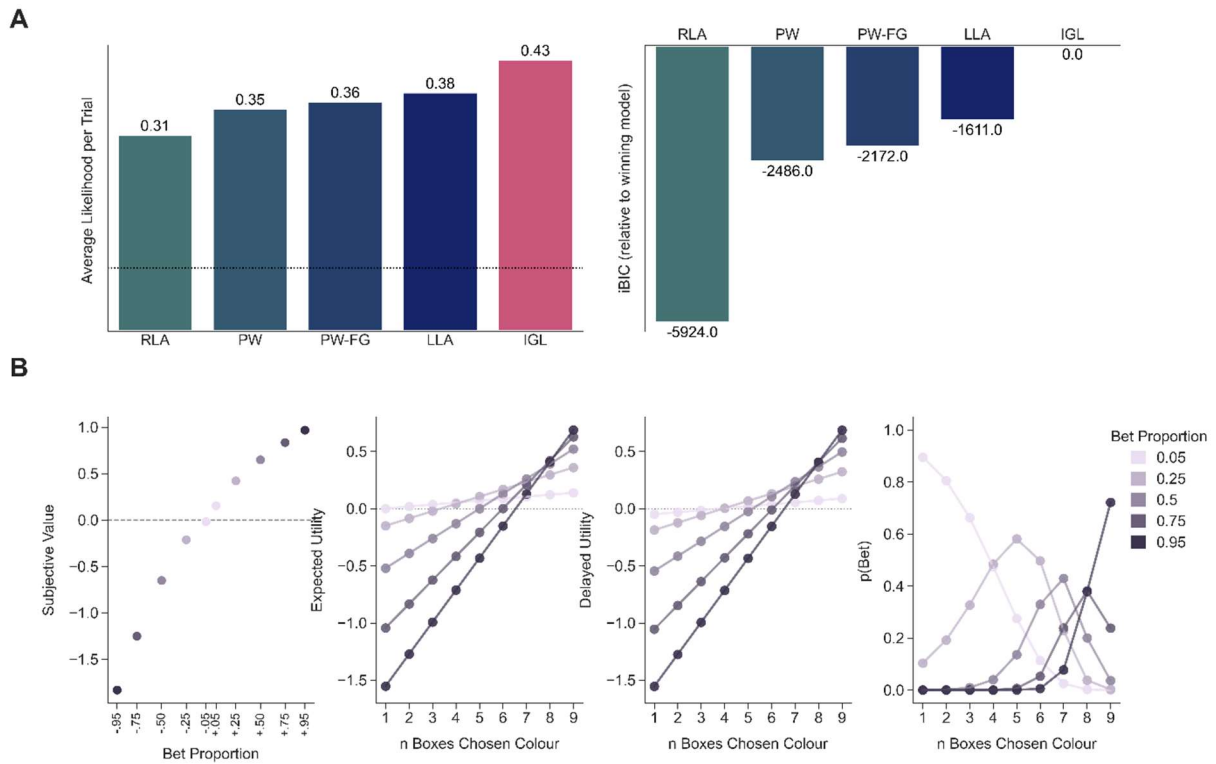 A
Average Likelihood per Trial
0.31
0.35
0.36
0.38
0.43
RLA
PW
PW-FG
LLA
IGL
iBIC (relative to winning model)
RLA
PW
PW-FG
LLA
IGL
0.0
-1611.0
-2486.0
-2172.0
-5924.0
B
Subjective Value
1.0
0.5
0.0
−0.5
−1.0
−1.5
-.95
-.75
-.50
-.25
-.05
+.05
+.25
+.50
+.75
+.95
Bet Proportion
Expected Utility
0.5
0.0
−0.5
−1.0
−1.5
1 2 3 4 5 6 7 8 9
n Boxes Chosen Colour
Delayed Utility
0.5
0.0
−0.5
−1.0
−1.5
1 2 3 4 5 6 7 8 9
n Boxes Chosen Colour
p(Bet)
1.0
0.8
0.6
0.4
0.2
0.0
1 2 3 4 5 6 7 8 9
n Boxes Chosen Colour
Bet Proportion
0.05
0.25
0.5
0.75
0.95